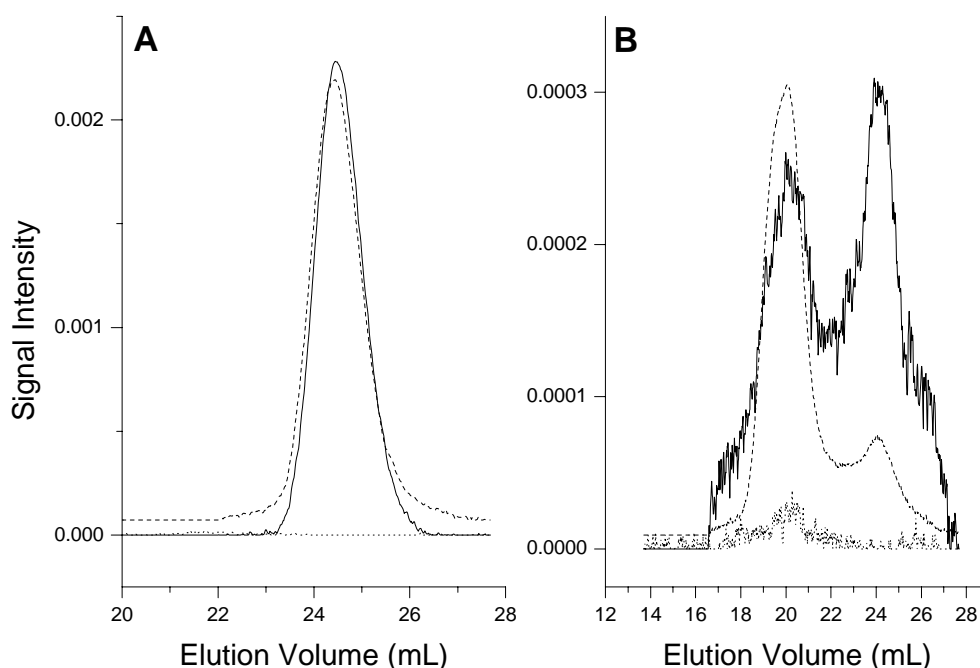 A
B
Signal Intensity
0.002
0.001
0.000
20 22 24 26 28
Elution Volume (mL)
0.0003
0.0002
0.0001
0.0000
12 14 16 18 20 22 24 26 28
Elution Volume (mL)